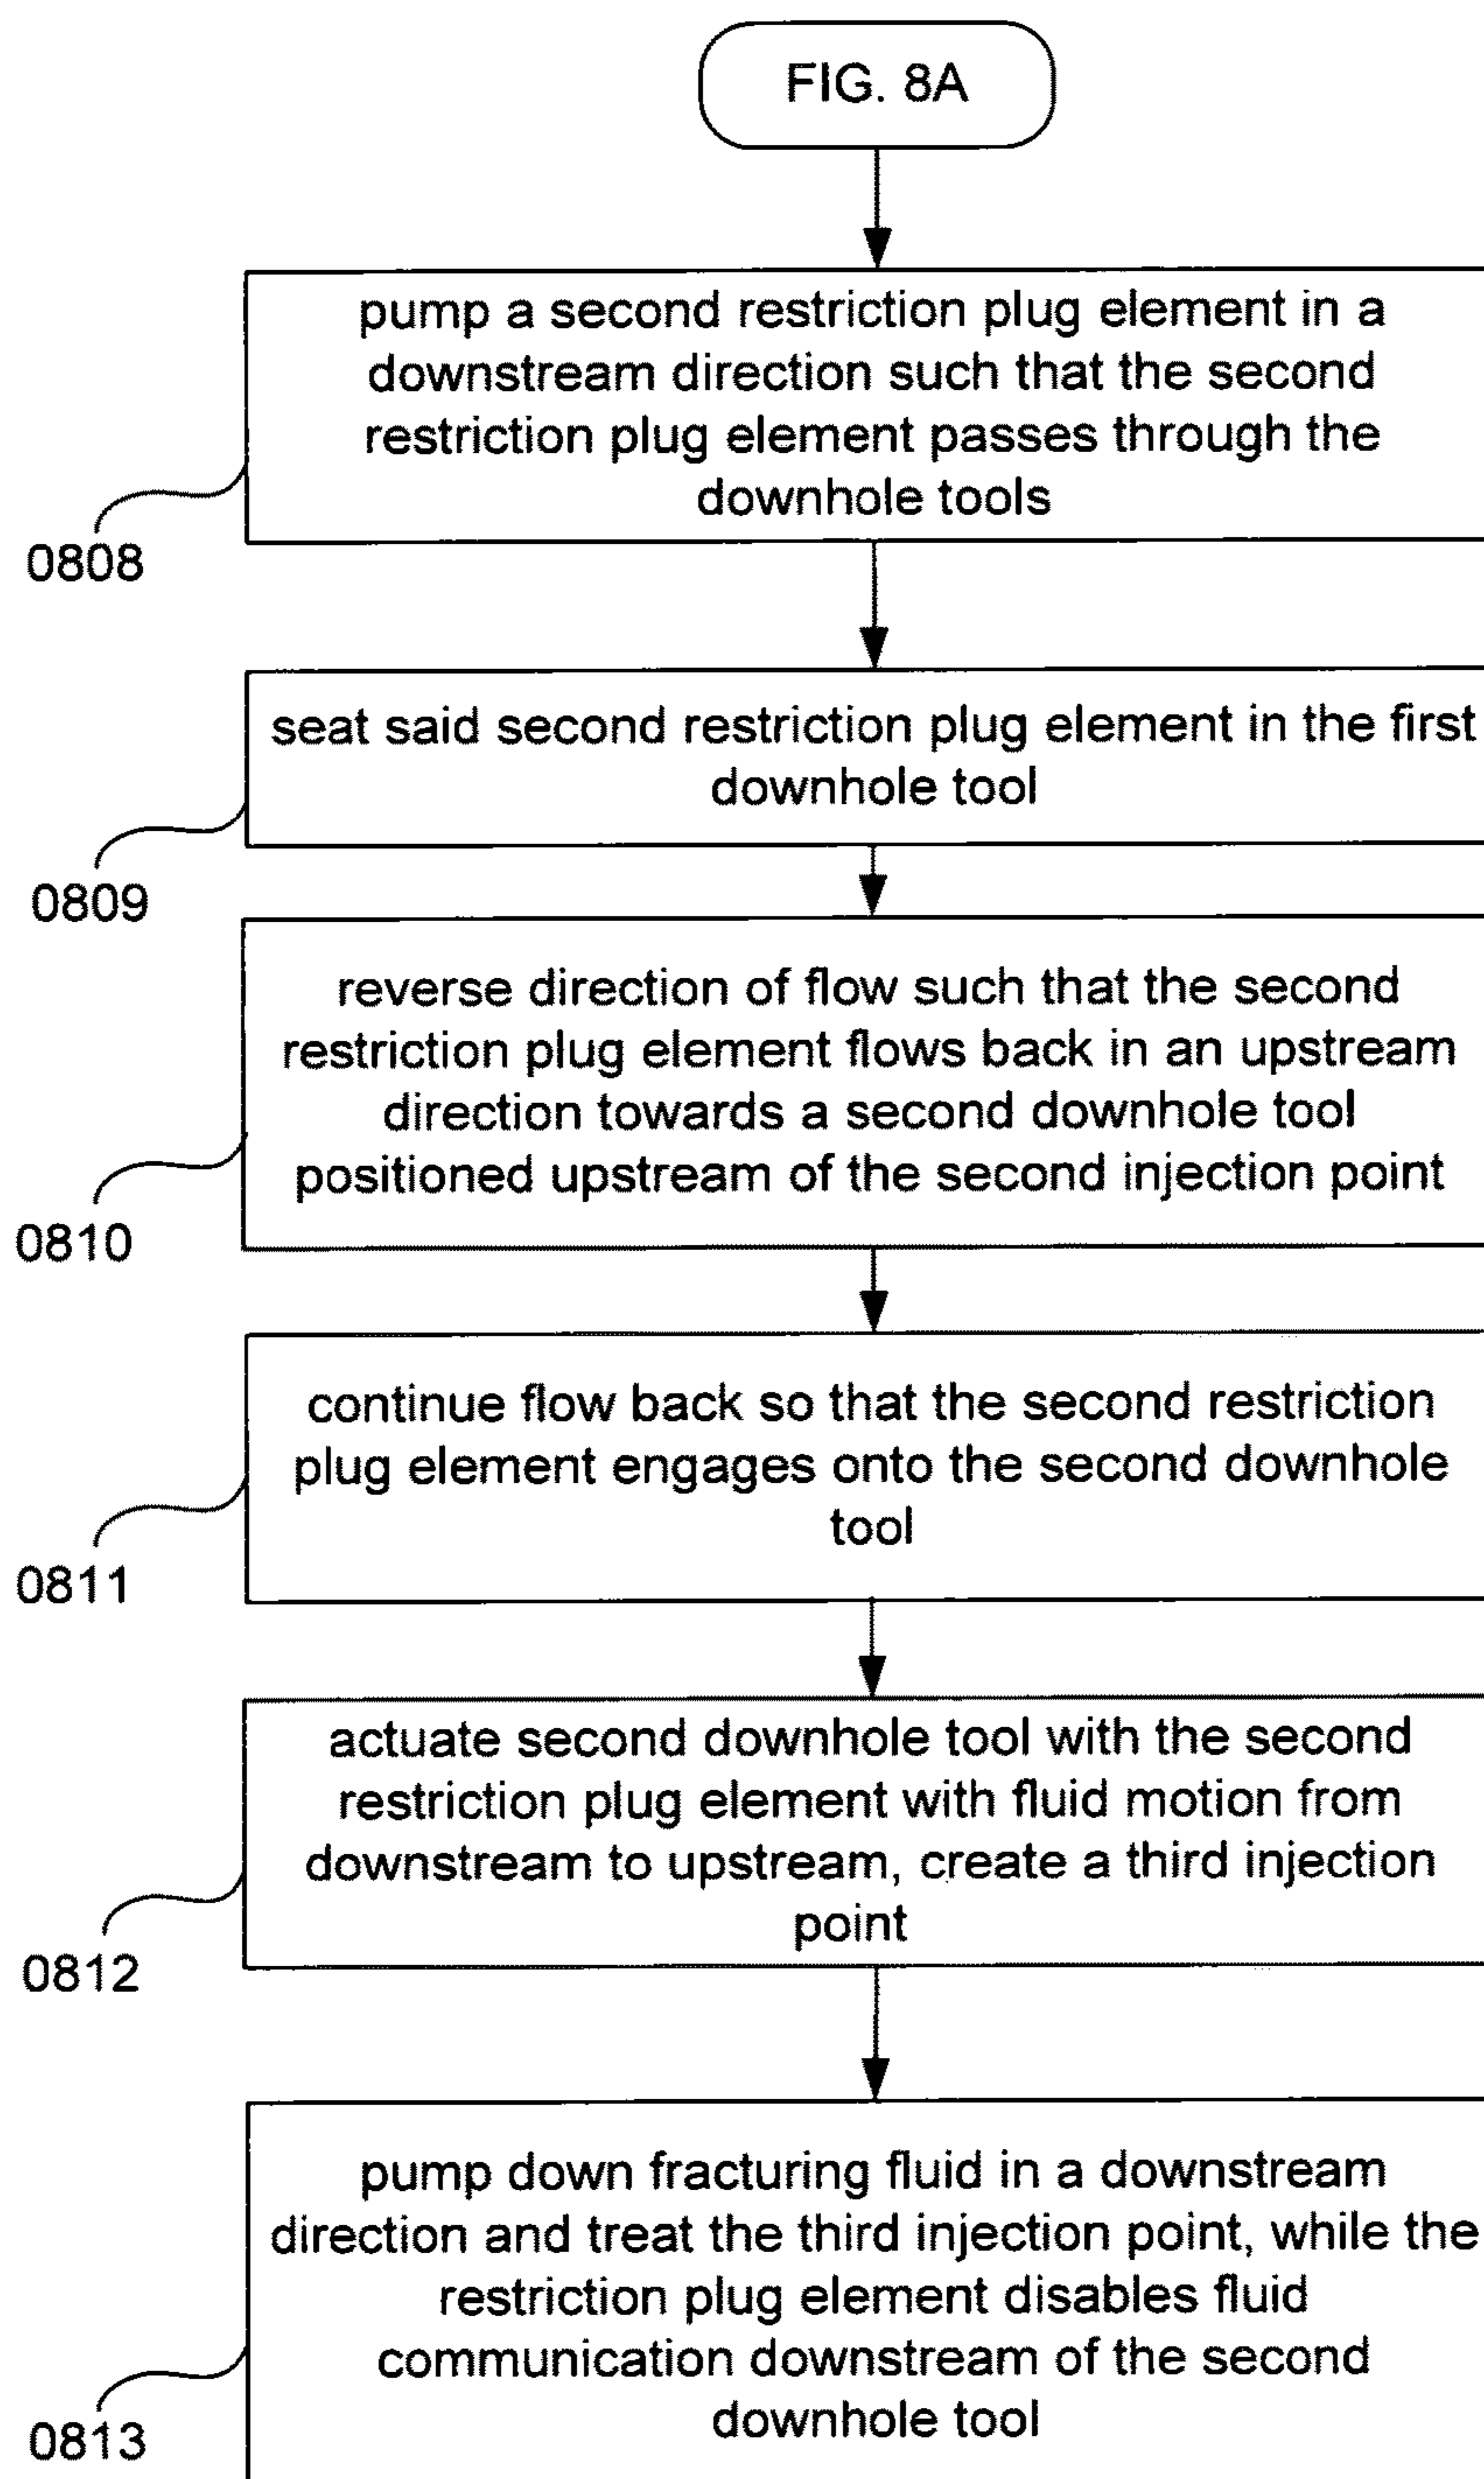 FIG. 8A
pump a second restriction plug element in a
downstream direction such that the second
restriction plug element passes through the
downhole tools
0808
seat said second restriction plug element in the first
downhole tool
0809
reverse direction of flow such that the second
restriction plug element flows back in an upstream
direction towards a second downhole tool
positioned upstream of the second injection point
0810
continue flow back so that the second restriction
plug element engages onto the second downhole
tool
0811
actuate second downhole tool with the second
restriction plug element with fluid motion from
downstream to upstream, create a third injection
point
0812
pump down fracturing fluid in a downstream
direction and treat the third injection point, while the
restriction plug element disables fluid
communication downstream of the second
downhole tool
0813